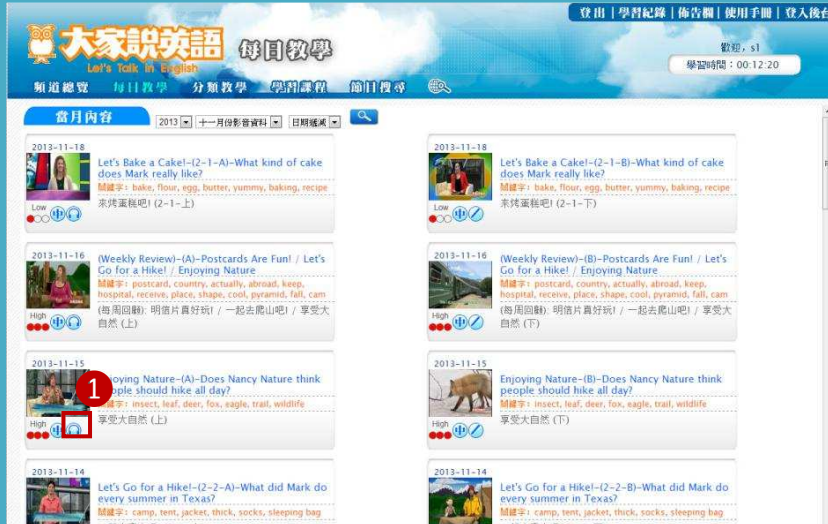 登出 | 學習紀錄 | 佈告欄 | 使用手冊 | 登入後台
大家說英語 每日教學
Let's Talk in English
歡迎, s1
學習時間:00:12:20
頻道總覽 每日教學 分類教學 學習課程 節目搜尋
當月內容 2013 十一月份影音資料 日期遞減
2013-11-18
Let's Bake a Cake!-(2-1-A)-What kind of cake
does Mark really like?
關鍵字: bake, flour, egg, butter, yummy, baking, recipe
來烤蛋糕吧! (2-1-上)
Low 中
2013-11-18
Let's Bake a Cake!-(2-1-B)-What kind of cake
does Mark really like?
關鍵字: bake, flour, egg, butter, yummy, baking, recipe
來烤蛋糕吧! (2-1-下)
Low 中
2013-11-16
(Weekly Review)-(A)-Postcards Are Fun! / Let's
Go for a Hike! / Enjoying Nature
關鍵字: postcard, country, actually, abroad, keep,
hospital, receive, place, shape, cool, pyramid, fall, cam
(每周回顧): 明信片真好玩! / 一起去爬山吧! / 享受大
自然 (上)
High 中
2013-11-16
(Weekly Review)-(B)-Postcards Are Fun! / Let's
Go for a Hike! / Enjoying Nature
關鍵字: postcard, country, actually, abroad, keep,
hospital, receive, place, shape, cool, pyramid, fall, cam
(每周回顧): 明信片真好玩! / 一起去爬山吧! / 享受大
自然 (下)
High 中
2013-11-15
1
oying Nature-(A)-Does Nancy Nature think
ople should hike all day?
鍵字: insect, leaf, deer, fox, eagle, trail, wildlife
享受大自然 (上)
High 中
2013-11-15
Enjoying Nature-(B)-Does Nancy Nature think
people should hike all day?
關鍵字: insect, leaf, deer, fox, eagle, trail, wildlife
享受大自然 (下)
High 中
2013-11-14
Let's Go for a Hike!-(2-2-A)-What did Mark do
every summer in Texas?
關鍵字: camp, tent, jacket, thick, socks, sleeping bag
2013-11-14
Let's Go for a Hike!-(2-2-B)-What did Mark do
every summer in Texas?
關鍵字: camp, tent, jacket, thick, socks, sleeping bag